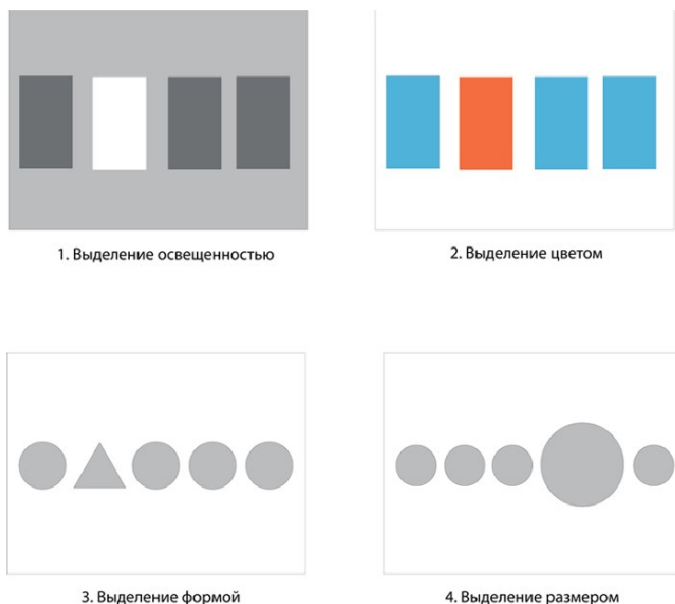 1. Выделение освещенностью
2. Выделение цветом
3. Выделение формой
4. Выделение размером